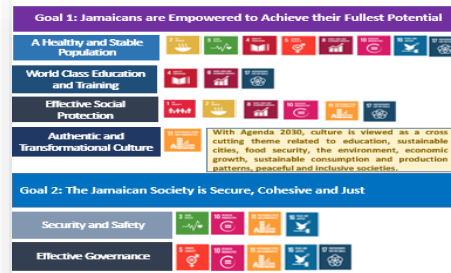 Goal 1: Jamaicans are Empowered to Achieve their Fullest Potential
A Healthy and Stable
Population
World Class Education
and Training
Effective Social
Protection
Authentic and
Transformational Culture
With Agenda 2030, culture is viewed as a cross
cutting theme related to education, sustainable
cities, food security, the environment, economic
growth, sustainable consumption and production
patterns, peaceful and inclusive societies.
Goal 2: The Jamaican Society is Secure, Cohesive and Just
Security and Safety
Effective Governance